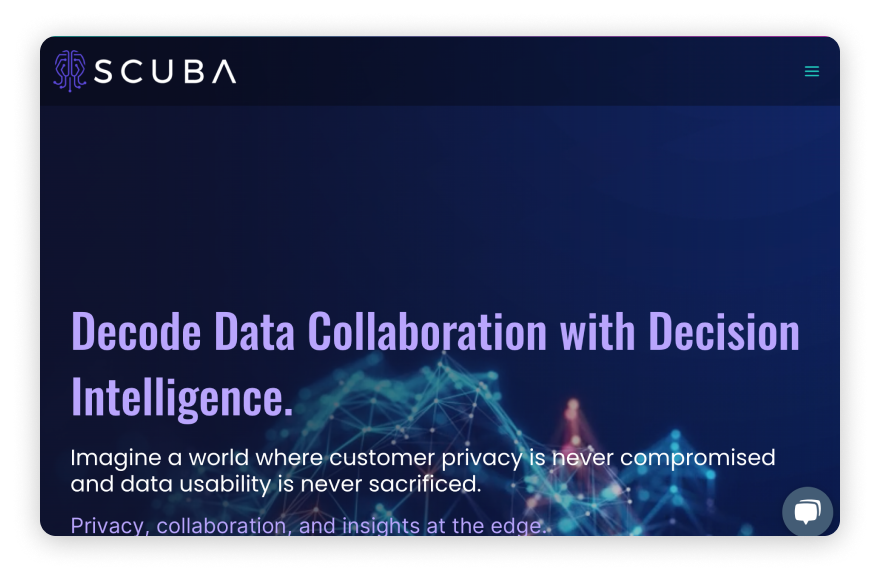 SCUBA
Decode Data Collaboration with Decision
Intelligence.
Imagine a world where customer privacy is never compromised
and data usability is never sacrificed.
Privacy, collaboration, and insights at the edge.